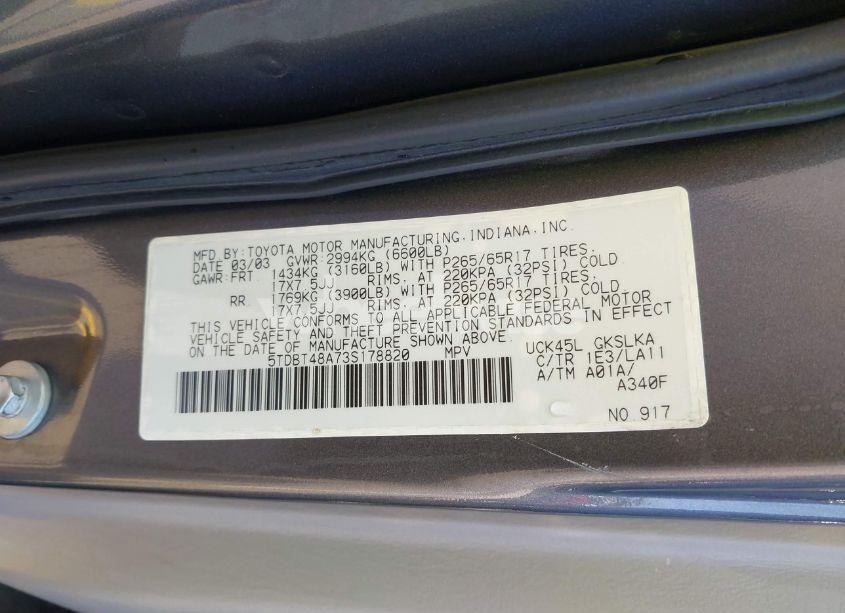 MFD.BY:TOYOTA MOTOR MANUFACTURING,INDIANA,INC.
DATE 03/03 GVWR:2994KG (6600LB)
GAWR:FRT. 1434KG (3160LB) WITH P265/65R17 TIRES.
17X7.5JJ RIMS. AT 220KPA (32PSI) COLD
RR 1769KG (3900LB) WITH P265/65R17 TIRES.
17X7.5JJ RIMS. AT 220KPA (32PSI) COLD
THIS VEHICLE CONFORMS TO ALL APPLICABLE FEDERAL MOTOR
VEHICLE SAFETY AND THEFT PREVENTION STANDARDS IN EFFECT
ON THE DATE OF MANUFACTURE SHOWN ABOVE.
5TDBT48A73S178820 MPV
UCK45L GKSLKA
C/TR 1E3/LA11
A/TM A01A/
A340F
NO.917